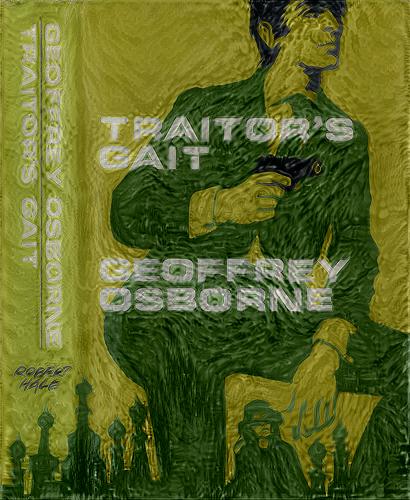 GEOFFREY OSBORNE
TRAITOR'S GAIT
ROBERT
HALE
TRAITOR'S
GAIT
GEOFFREY
OSBORNE